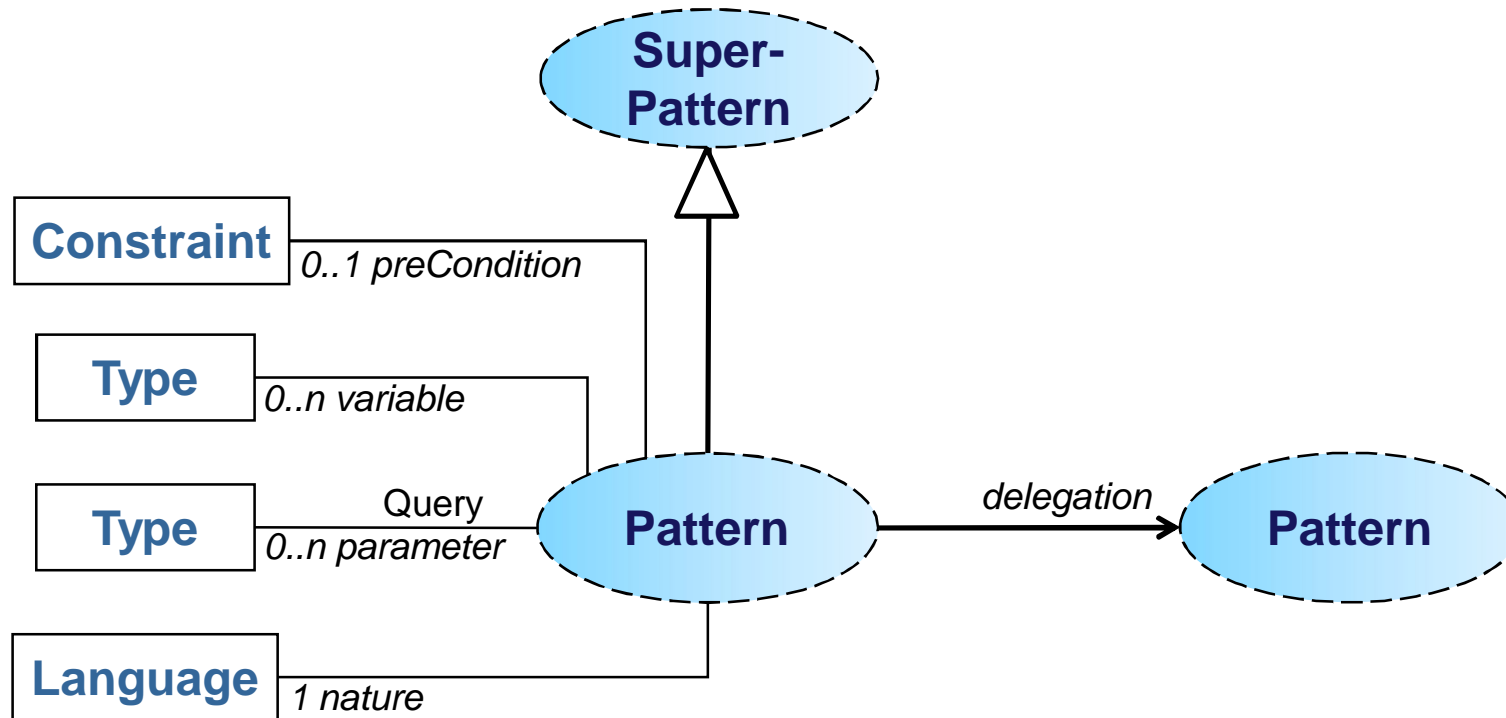 Super-
Pattern
Constraint
0..1 preCondition
Type
0..n variable
Type
Query
0..n parameter
Pattern
delegation
Pattern
Language
1 nature